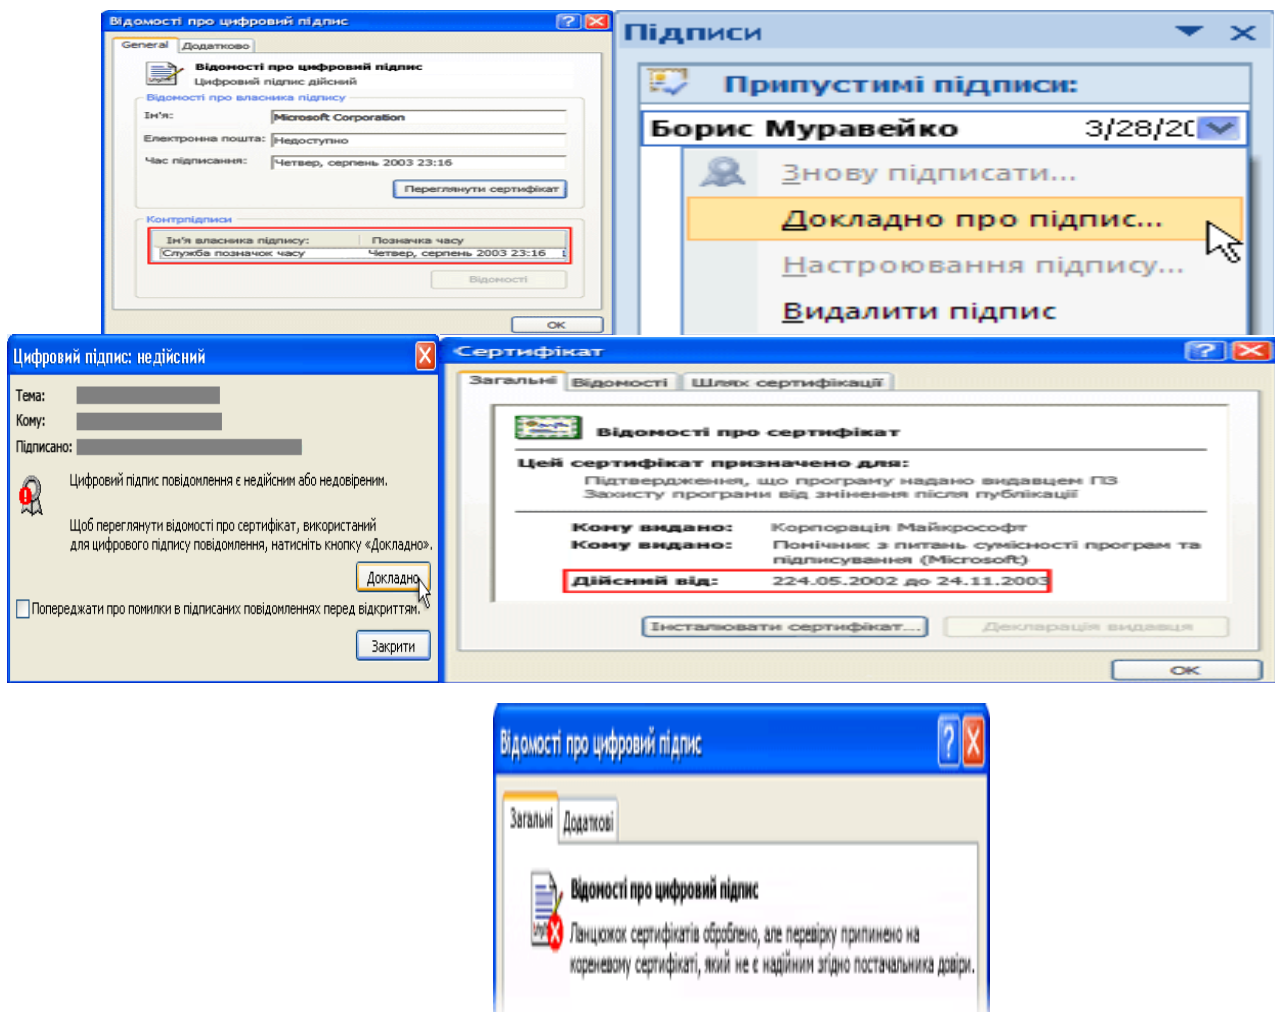 Відомості про цифровий підпис
General
Додатково
Відомості про цифровий підпис
Цифровий підпис дійсний
Відомості про власника підпису
Ім'я:
Microsoft Corporation
Електронна пошта:
Недоступно
Час підписання:
Четвер, серпень 2003 23:16
Переглянути сертифікат
Контрпідписи
Ім'я власника підпису:
Позначка часу
Служба позначок часу
Четвер, серпень 2003 23:16
Відомості
OK
Підписи
Припустимі підписи:
Борис Муравейко
3/28/20
Знову підписати...
Докладно про підпис...
Настроювання підпису...
Видалити підпис
Цифровий підпис: недійсний
Тема:
Кому:
Підписано:
Цифровий підпис повідомлення є недійсним або недовіреним.
Щоб переглянути відомості про сертифікат, використаний
для цифрового підпису повідомлення, натисніть кнопку «Докладно».
Докладно
Попереджати про помилки в підписаних повідомленнях перед відкриттям.
Закрити
Сертифікат
Загальні
Відомості
Шлях сертифікації
Відомості про сертифікат
Цей сертифікат призначено для:
Підтвердження, що програму надано видавцем ПЗ
Захисту програми від змінення після публікації
Кому видано:
Корпорація Майкрософт
Кому видано:
Помічник з питань сумісності програм та
підписування (Microsoft)
Дійсний від:
224.05.2002 до 24.11.2003
Інсталювати сертифікат...
Декларація видавця
OK
Відомості про цифровий підпис
Загальні
Додаткові
Відомості про цифровий підпис
Ланцюжок сертифікатів оброблено, але перевірку припинено на
кореневому сертифікаті, який не є надійним згідно постачальника довіри.